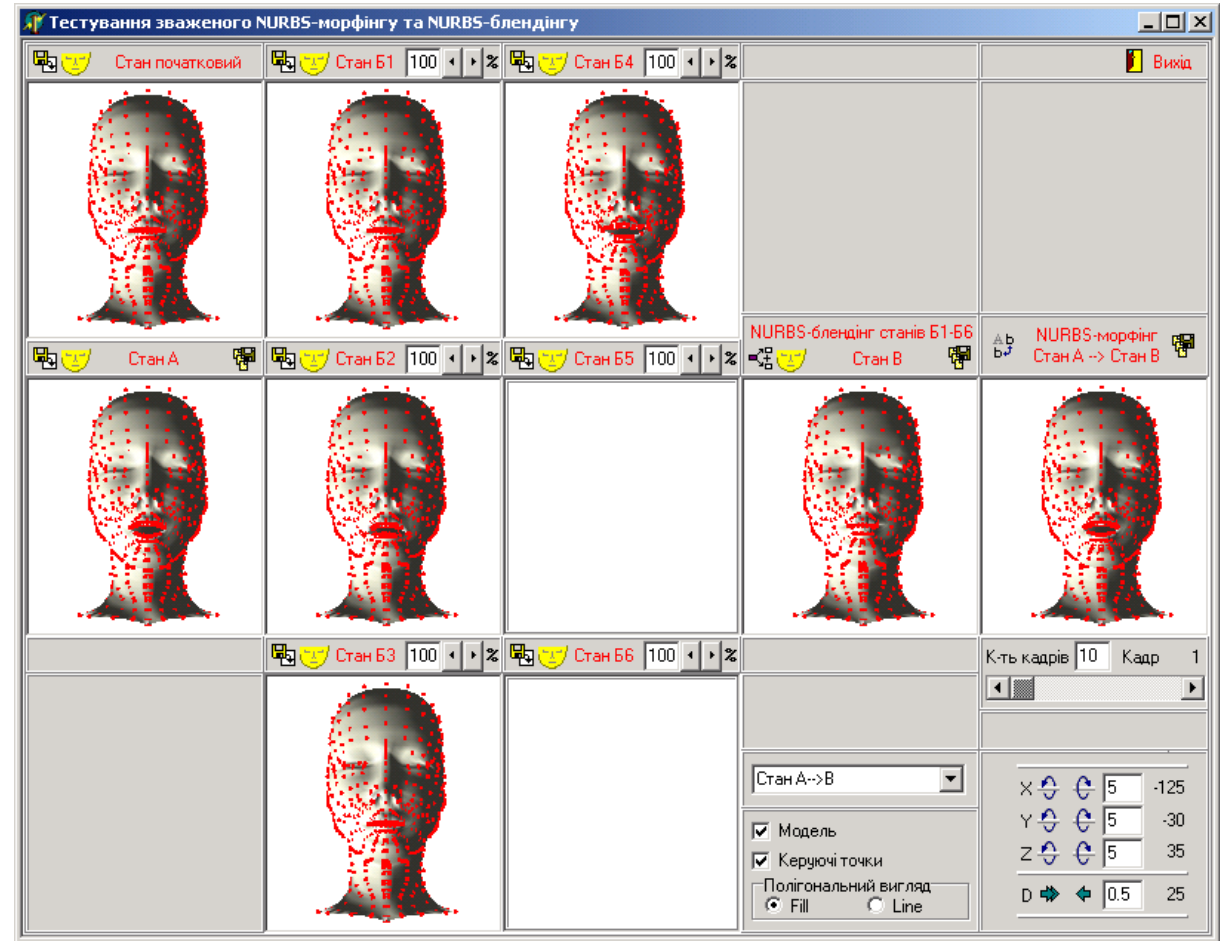 Тестування зваженого NURBS-морфінгу та NURBS-блендінгу
Стан початковий
Стан Б1 100 %
Стан Б4 100 %
Вихід
NURBS-блендінг станів Б1-Б6
Стан В
NURBS-морфінг
Стан А --> Стан В
Стан А
Стан Б2 100 %
Стан Б5 100 %
Стан Б3 100 %
Стан Б6 100 %
К-ть кадрів 10 Кадр 1
Стан А-->В
Модель
Керуючі точки
Полігональний вигляд
Fill Line
X 5 -125
Y 5 -30
Z 5 35
D 0.5 25